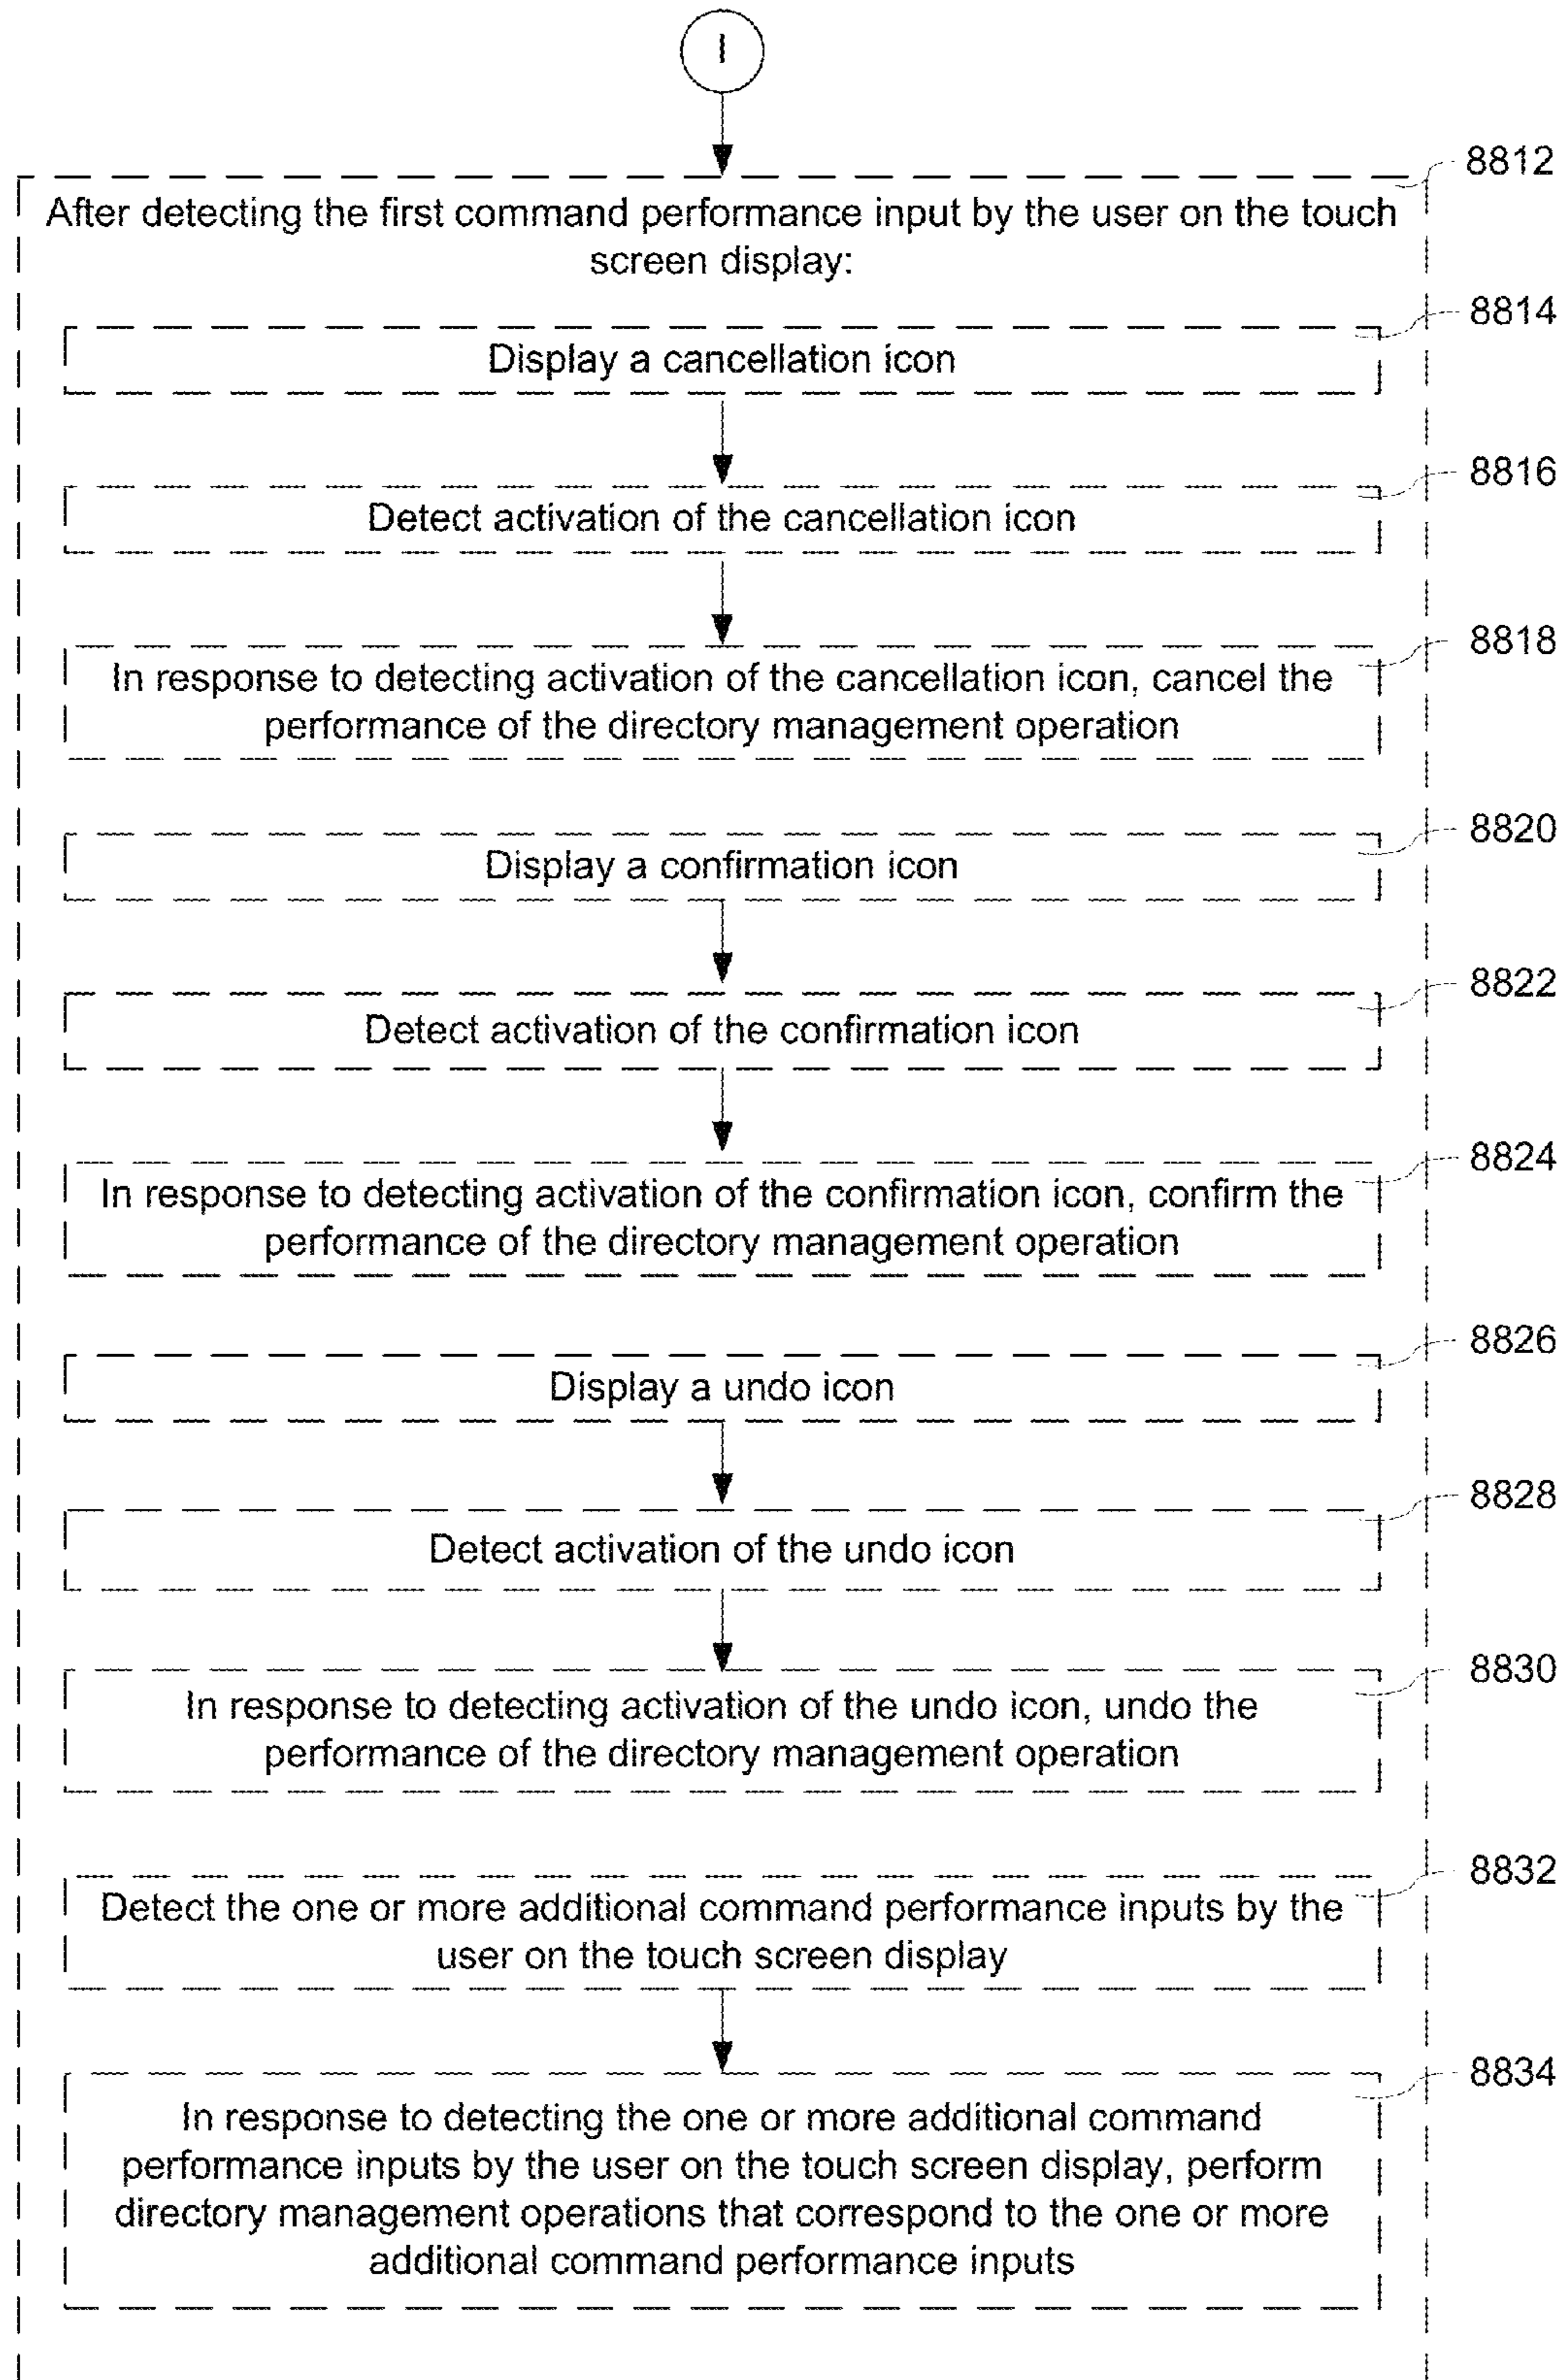 I
8812
After detecting the first command performance input by the user on the touch
screen display:
8814
Display a cancellation icon
8816
Detect activation of the cancellation icon
8818
In response to detecting activation of the cancellation icon, cancel the
performance of the directory management operation
8820
Display a confirmation icon
8822
Detect activation of the confirmation icon
8824
In response to detecting activation of the confirmation icon, confirm the
performance of the directory management operation
8826
Display a undo icon
8828
Detect activation of the undo icon
8830
In response to detecting activation of the undo icon, undo the
performance of the directory management operation
8832
Detect the one or more additional command performance inputs by the
user on the touch screen display
8834
In response to detecting the one or more additional command
performance inputs by the user on the touch screen display, perform
directory management operations that correspond to the one or more
additional command performance inputs